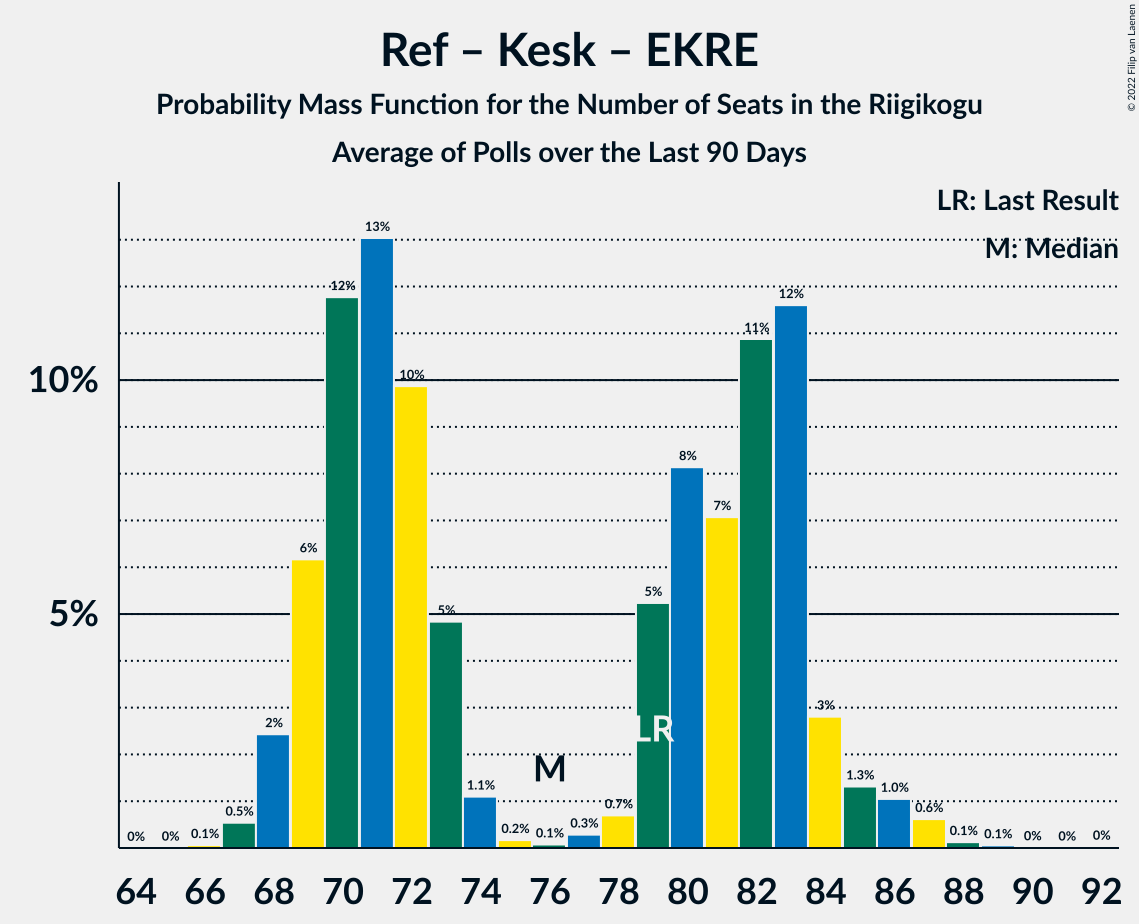 © 2022 Filip van Laenen
Ref – Kesk – EKRE
Probability Mass Function for the Number of Seats in the Riigikogu
Average of Polls over the Last 90 Days
LR: Last Result
M: Median
10%
5%
0% 0% 0.1% 0.5% 2% 6% 12% 13% 10% 5% 1.1% 0.2% 0.1% 0.3% 0.7% 5% 8% 7% 11% 12% 3% 1.3% 1.0% 0.6% 0.1% 0.1% 0% 0% 0%
LR
M
64 66 68 70 72 74 76 78 80 82 84 86 88 90 92